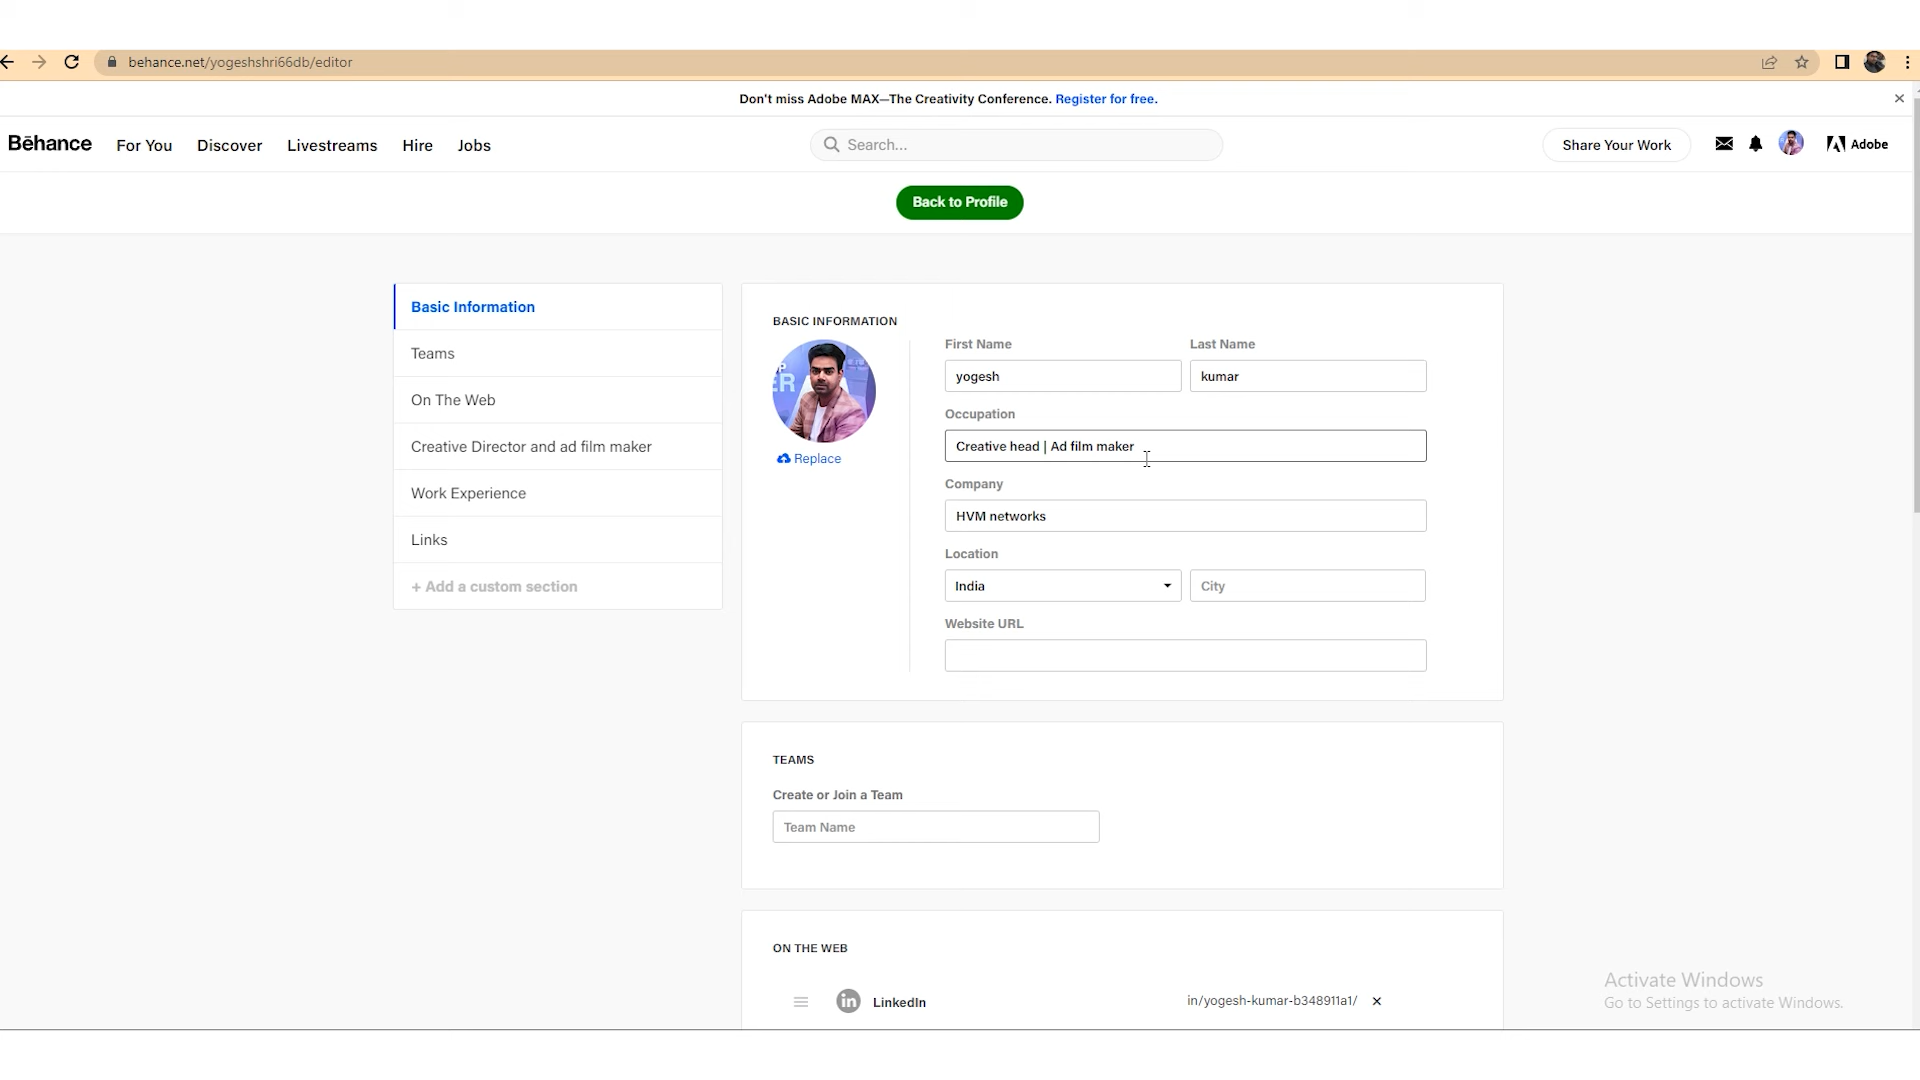 behance.net/yogeshshri66db/editor
Don't miss Adobe MAX—The Creativity Conference. Register for free.
Bēhance For You Discover Livestreams Hire Jobs Search... Share Your Work Adobe
Back to Profile
Basic Information
Teams
On The Web
Creative Director and ad film maker
Work Experience
Links
+ Add a custom section
BASIC INFORMATION
Replace
First Name Last Name
yogesh kumar
Occupation
Creative head | Ad film maker
Company
HVM networks
Location
India City
Website URL
TEAMS
Create or Join a Team
Team Name
ON THE WEB
in LinkedIn in/yogesh-kumar-b348911a1/
Activate Windows
Go to Settings to activate Windows.